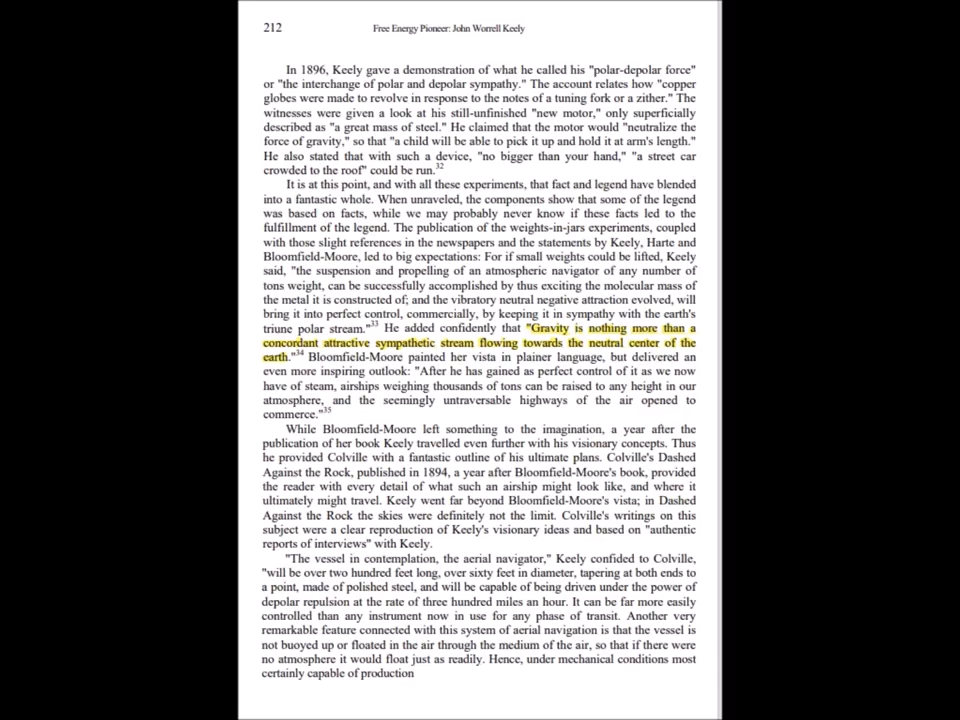 212
Free Energy Pioneer: John Worrell Keely
In 1896, Keely gave a demonstration of what he called his "polar-depolar force"
or "the interchange of polar and depolar sympathy." The account relates how "copper
globes were made to revolve in response to the notes of a tuning fork or a zither." The
witnesses were given a look at his still-unfinished "new motor," only superficially
described as "a great mass of steel." He claimed that the motor would "neutralize the
force of gravity," so that "a child will be able to pick it up and hold it at arm's length."
He also stated that with such a device, "no bigger than your hand," "a street car
crowded to the roof" could be run.32
It is at this point, and with all these experiments, that fact and legend have blended
into a fantastic whole. When unraveled, the components show that some of the legend
was based on facts, while we may probably never know if these facts led to the
fulfillment of the legend. The publication of the weights-in-jars experiments, coupled
with those slight references in the newspapers and the statements by Keely, Harte and
Bloomfield-Moore, led to big expectations: For if small weights could be lifted, Keely
said, "the suspension and propelling of an atmospheric navigator of any number of
tons weight, can be successfully accomplished by thus exciting the molecular mass of
the metal it is constructed of; and the vibratory neutral negative attraction evolved, will
bring it into perfect control, commercially, by keeping it in sympathy with the earth's
triune polar stream."33 He added confidently that "Gravity is nothing more than a
concordant attractive sympathetic stream flowing towards the neutral center of the
earth."34 Bloomfield-Moore painted her vista in plainer language, but delivered an
even more inspiring outlook: "After he has gained as perfect control of it as we now
have of steam, airships weighing thousands of tons can be raised to any height in our
atmosphere, and the seemingly untraversable highways of the air opened to
commerce."35
While Bloomfield-Moore left something to the imagination, a year after the
publication of her book Keely travelled even further with his visionary concepts. Thus
he provided Colville with a fantastic outline of his ultimate plans. Colville's Dashed
Against the Rock, published in 1894, a year after Bloomfield-Moore's book, provided
the reader with every detail of what such an airship might look like, and where it
ultimately might travel. Keely went far beyond Bloomfield-Moore's vista; in Dashed
Against the Rock the skies were definitely not the limit. Colville's writings on this
subject were a clear reproduction of Keely's visionary ideas and based on "authentic
reports of interviews" with Keely.
"The vessel in contemplation, the aerial navigator," Keely confided to Colville,
"will be over two hundred feet long, over sixty feet in diameter, tapering at both ends to
a point, made of polished steel, and will be capable of being driven under the power of
depolar repulsion at the rate of three hundred miles an hour. It can be far more easily
controlled than any instrument now in use for any phase of transit. Another very
remarkable feature connected with this system of aerial navigation is that the vessel is
not buoyed up or floated in the air through the medium of the air, so that if there were
no atmosphere it would float just as readily. Hence, under mechanical conditions most
certainly capable of production